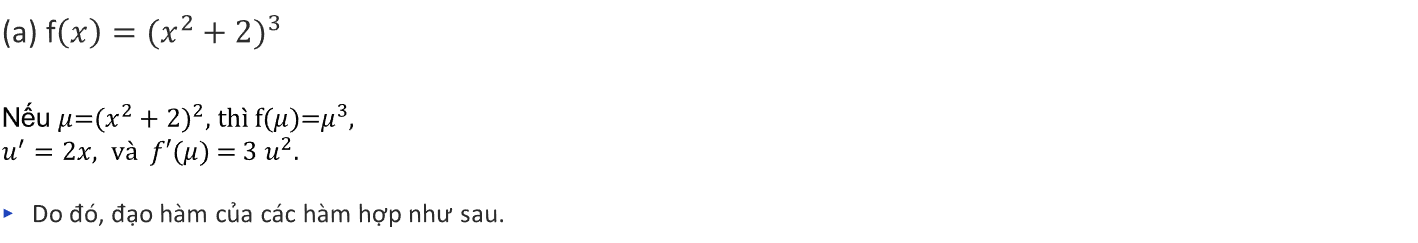 (a) f(x) = (x² + 2)³
Nếu μ=(x² + 2)², thì f(μ)=μ³,
u′ = 2x, và f′(μ) = 3 u².
▸ Do đó, đạo hàm của các hàm hợp như sau.